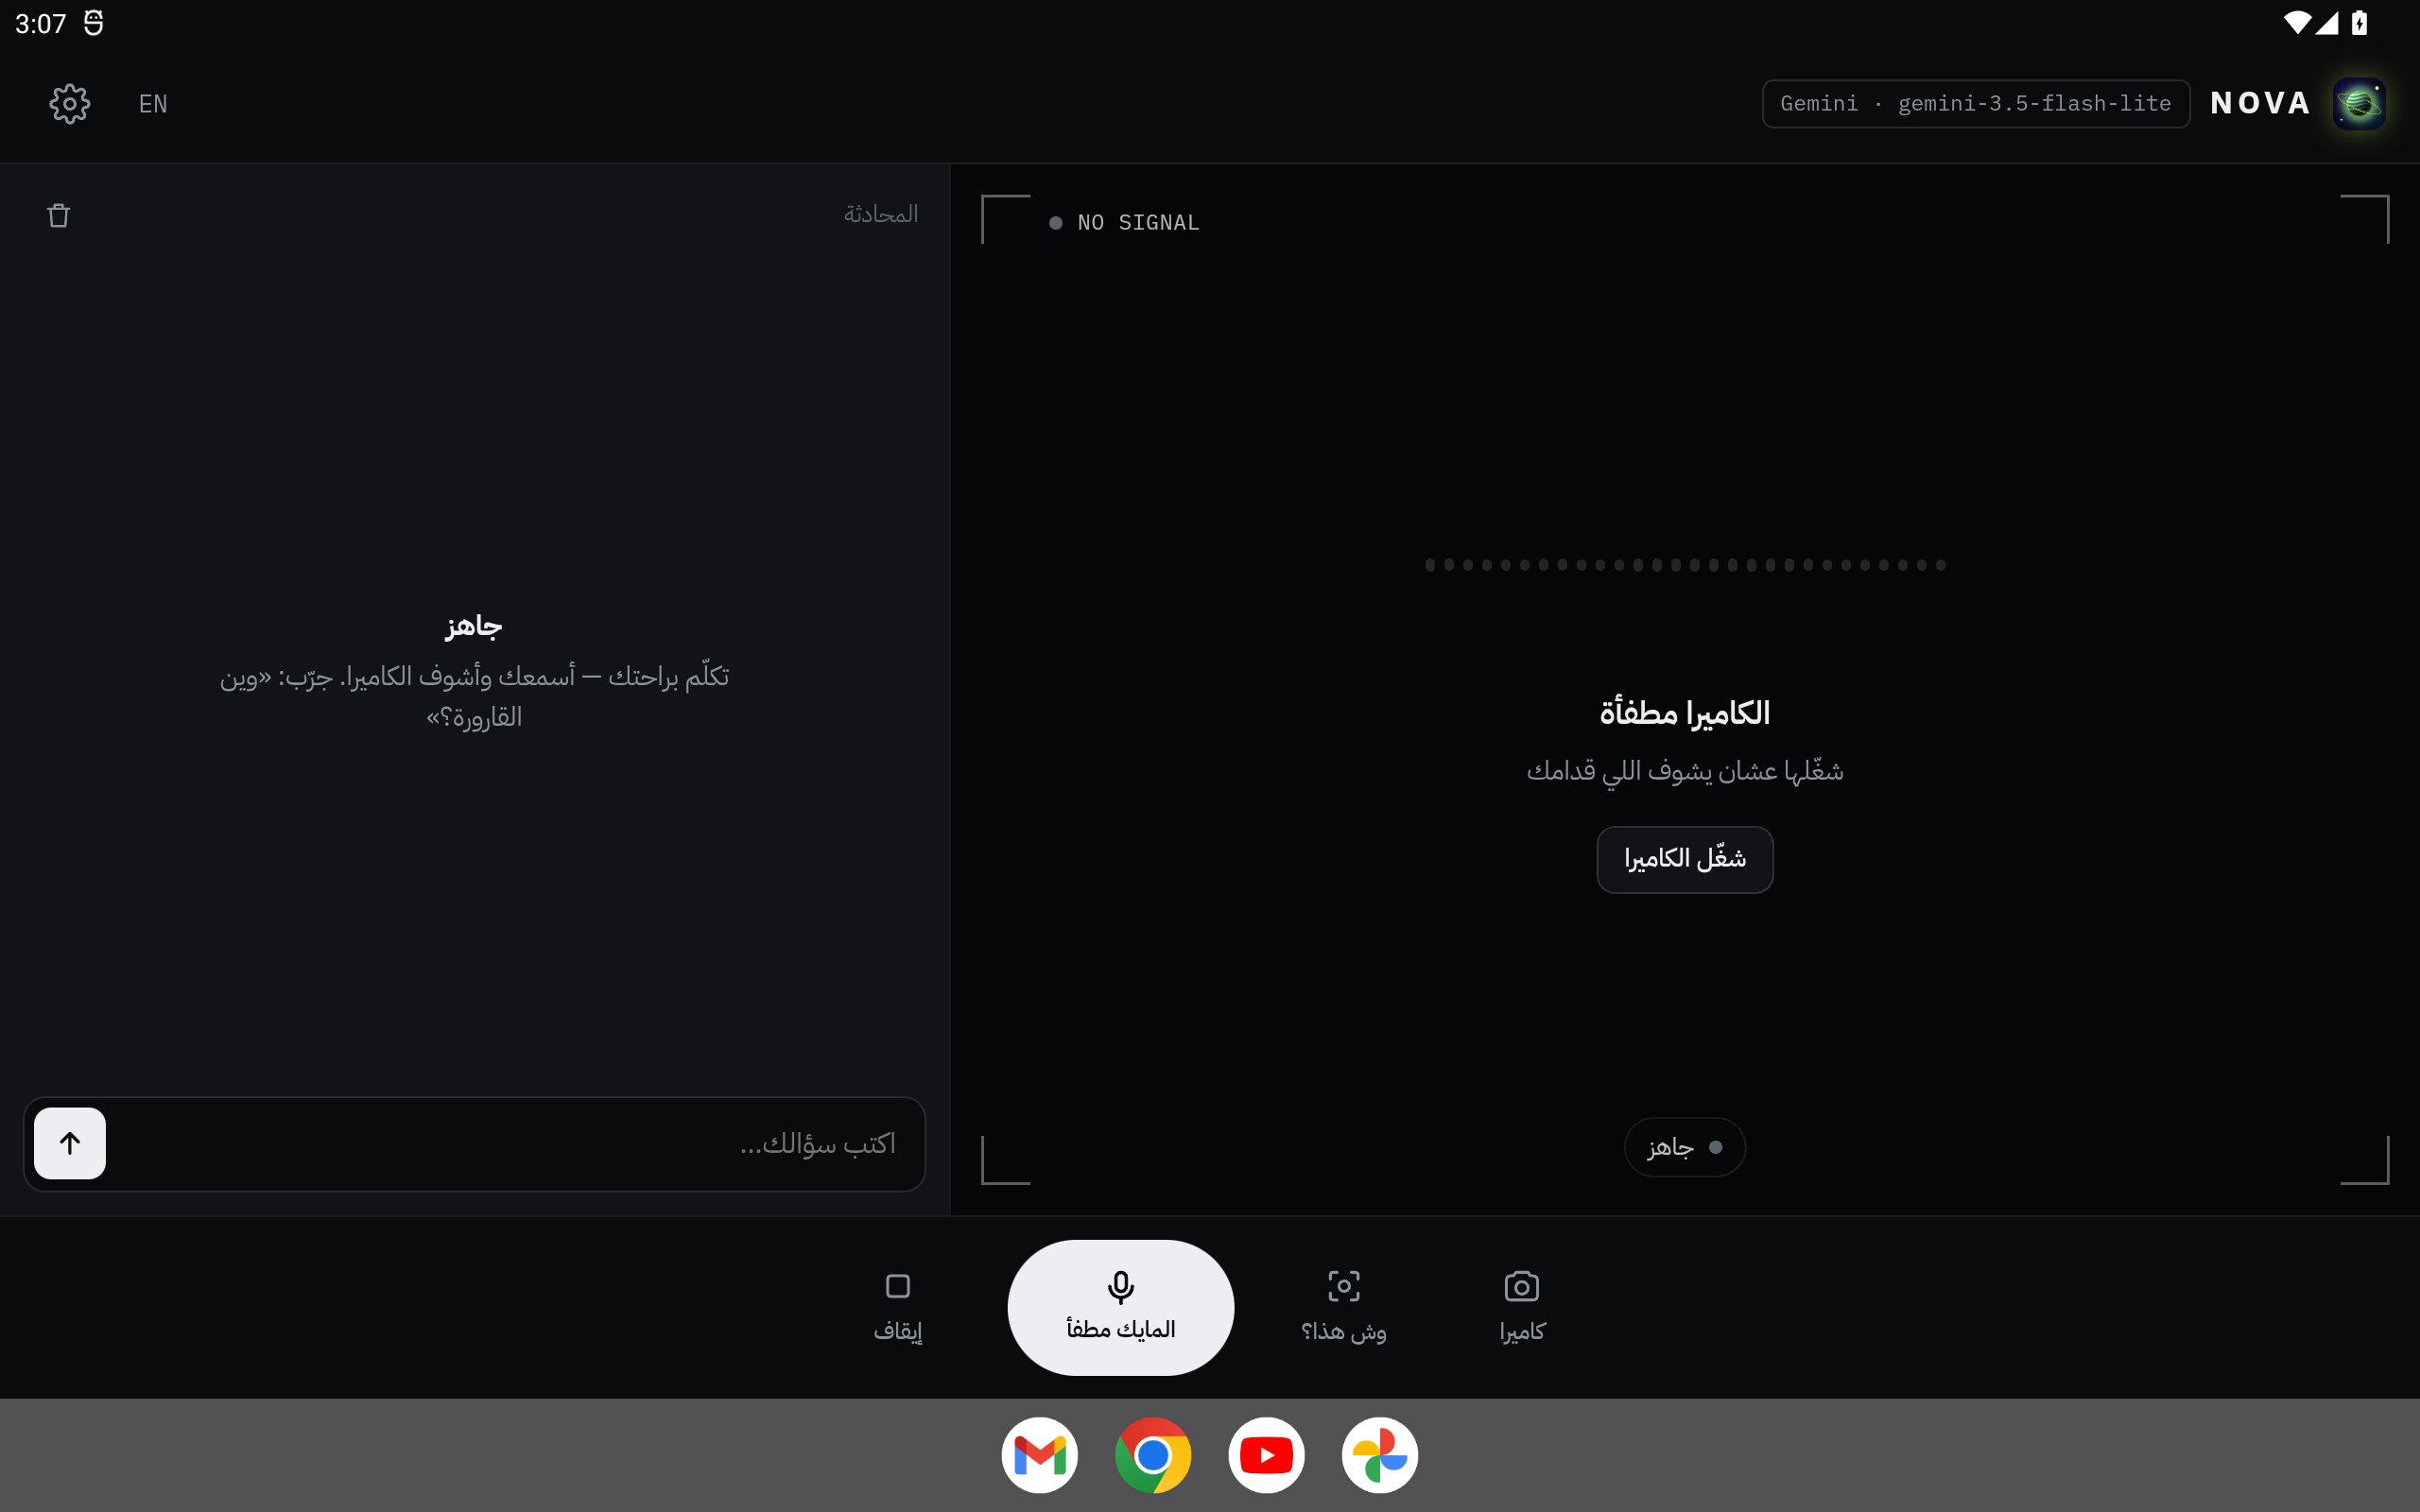 3:07
EN
Gemini · gemini-3.5-flash-lite
NOVA
المحادثة
NO SIGNAL
جاهز
تكلّم براحتك — أسمعك وأشوف الكاميرا. جرّب: «وين
القارورة؟»
الكاميرا مطفأة
شغّلها عشان يشوف اللي قدامك
شغّل الكاميرا
اكتب سؤالك...
جاهز
كاميرا
وش هذا؟
المايك مطفأ
إيقاف